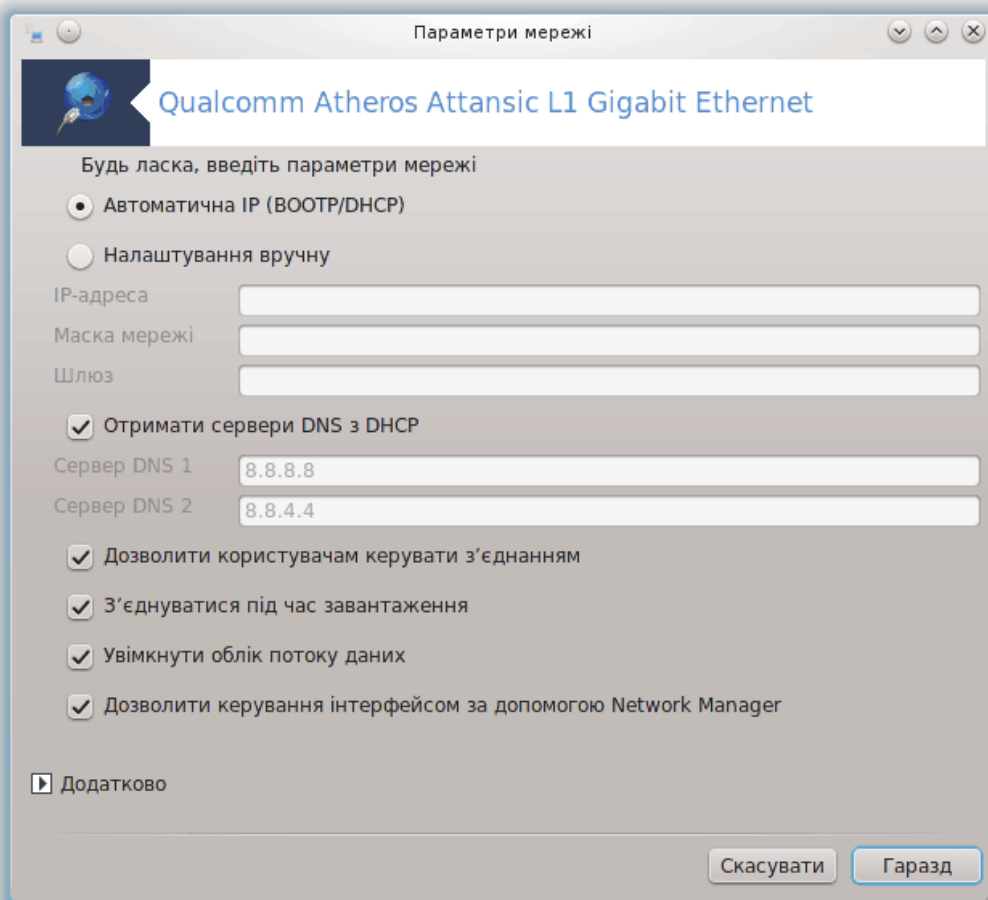 Параметри мережі
Qualcomm Atheros Attansic L1 Gigabit Ethernet
Будь ласка, введіть параметри мережі
Автоматична IP (BOOTP/DHCP)
Налаштування вручну
IP-адреса
Маска мережі
Шлюз
Отримати сервери DNS з DHCP
Сервер DNS 1 8.8.8.8
Сервер DNS 2 8.8.4.4
Дозволити користувачам керувати з’єднанням
З’єднуватися під час завантаження
Увімкнути облік потоку даних
Дозволити керування інтерфейсом за допомогою Network Manager
Додатково
Скасувати Гаразд